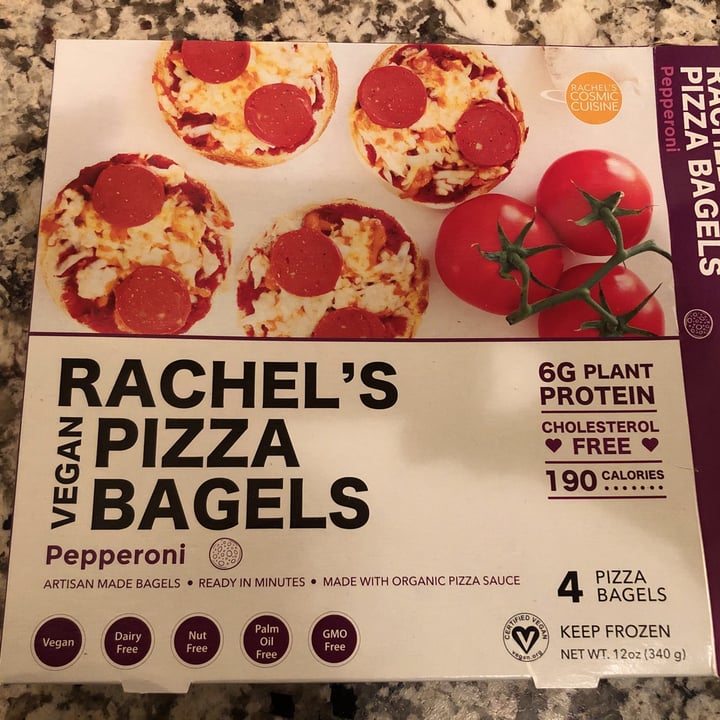 RACHEL'S
COSMIC
CUISINE
RACHEL'S
VEGAN
PIZZA
BAGELS
Pepperoni
ARTISAN MADE BAGELS • READY IN MINUTES • MADE WITH ORGANIC PIZZA SAUCE
Vegan
Dairy
Free
Nut
Free
Palm
Oil
Free
GMO
Free
6G PLANT
PROTEIN
CHOLESTEROL
FREE
190 CALORIES
4 PIZZA
BAGELS
CERTIFIED VEGAN
vegan.org
KEEP FROZEN
NET WT. 12oz (340 g)
PIZZA BAGELS
Pepperoni